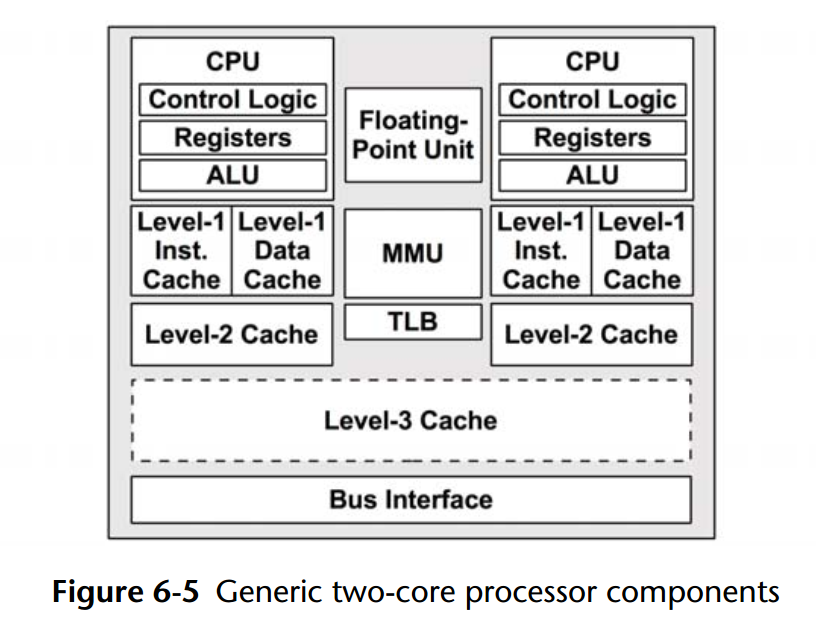 CPU
Control Logic
Registers
ALU
Level-1
Inst.
Cache
Level-1
Data
Cache
Level-2 Cache
Floating-
Point Unit
MMU
TLB
CPU
Control Logic
Registers
ALU
Level-1
Inst.
Cache
Level-1
Data
Cache
Level-2 Cache
Level-3 Cache
Bus Interface
Figure 6-5 Generic two-core processor components